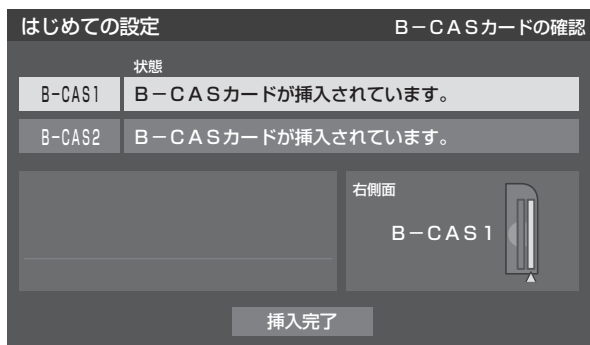 はじめての設定
B－CASカードの確認
状態
B-CAS1
B－CASカードが挿入されています。
B-CAS2
B－CASカードが挿入されています。
右側面
B－CAS1
挿入完了